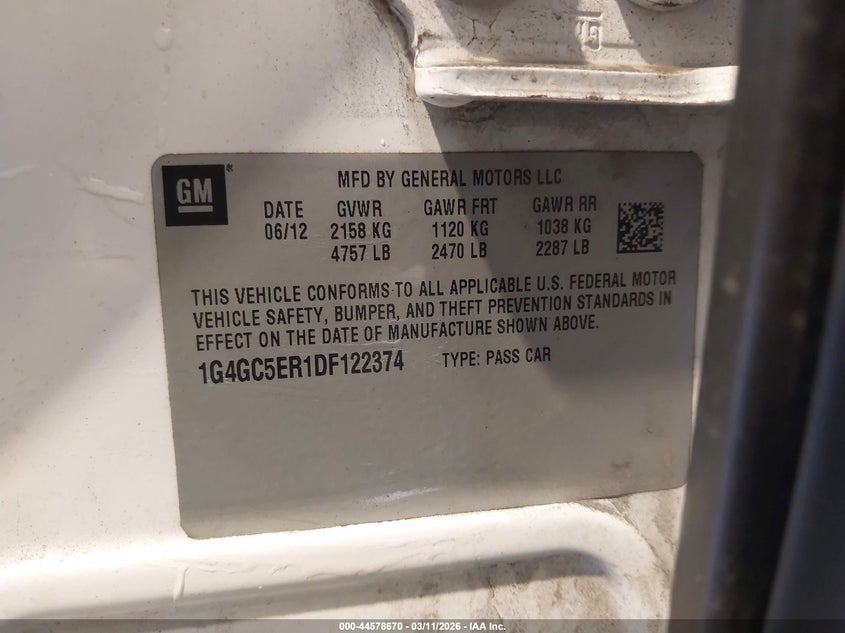 GM®
MFD BY GENERAL MOTORS LLC
DATE GVWR GAWR FRT GAWR RR
06/12 2158 KG 1120 KG 1038 KG
4757 LB 2470 LB 2287 LB
THIS VEHICLE CONFORMS TO ALL APPLICABLE U.S. FEDERAL MOTOR
VEHICLE SAFETY, BUMPER, AND THEFT PREVENTION STANDARDS IN
EFFECT ON THE DATE OF MANUFACTURE SHOWN ABOVE.
1G4GC5ER1DF122374 TYPE: PASS CAR
000-44578670 - 03/11/2026 - IAA Inc.